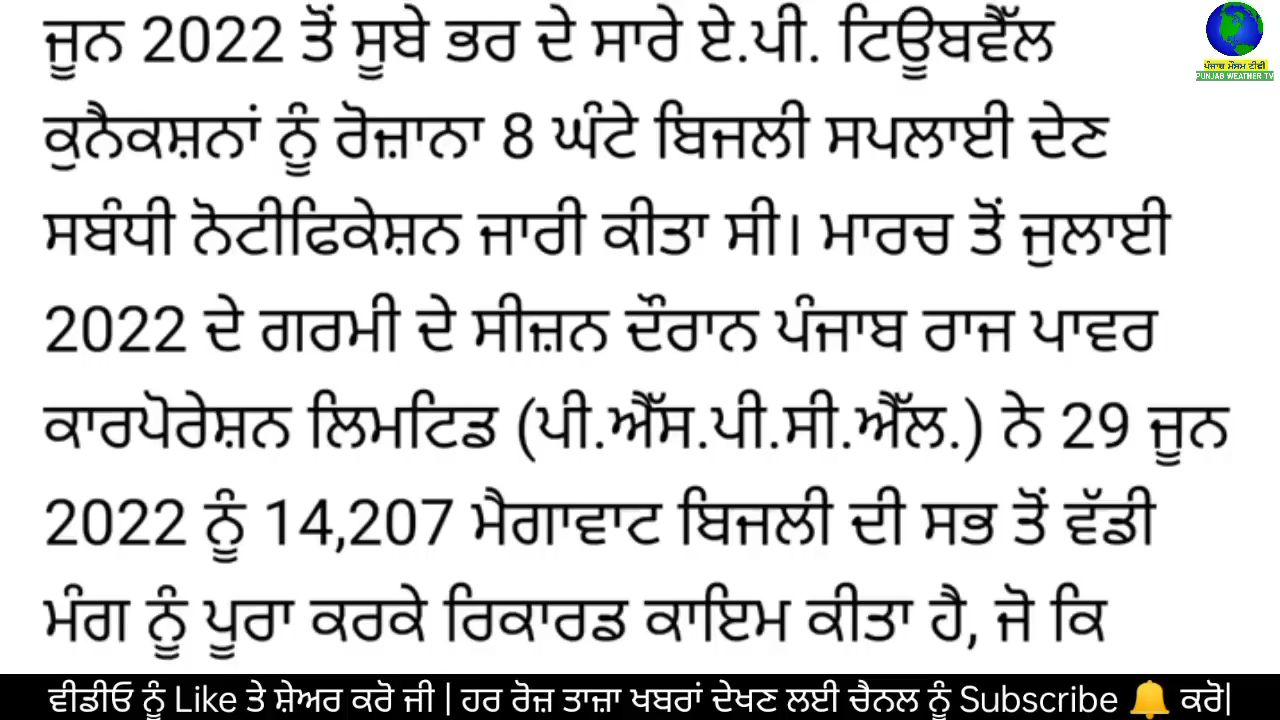 ਜੂਨ 2022 ਤੋਂ ਸੂਬੇ ਭਰ ਦੇ ਸਾਰੇ ਏ.ਪੀ. ਟਿਊਬਵੈੱਲ
ਕੁਨੈਕਸ਼ਨਾਂ ਨੂੰ ਰੋਜ਼ਾਨਾ 8 ਘੰਟੇ ਬਿਜਲੀ ਸਪਲਾਈ ਦੇਣ
ਸਬੰਧੀ ਨੋਟੀਫਿਕੇਸ਼ਨ ਜਾਰੀ ਕੀਤਾ ਸੀ। ਮਾਰਚ ਤੋਂ ਜੁਲਾਈ
2022 ਦੇ ਗਰਮੀ ਦੇ ਸੀਜ਼ਨ ਦੌਰਾਨ ਪੰਜਾਬ ਰਾਜ ਪਾਵਰ
ਕਾਰਪੋਰੇਸ਼ਨ ਲਿਮਟਿਡ (ਪੀ.ਐੱਸ.ਪੀ.ਸੀ.ਐੱਲ.) ਨੇ 29 ਜੂਨ
2022 ਨੂੰ 14,207 ਮੈਗਾਵਾਟ ਬਿਜਲੀ ਦੀ ਸਭ ਤੋਂ ਵੱਡੀ
ਮੰਗ ਨੂੰ ਪੂਰਾ ਕਰਕੇ ਰਿਕਾਰਡ ਕਾਇਮ ਕੀਤਾ ਹੈ, ਜੋ ਕਿ
ਪੰਜਾਬ ਮੌਸਮ ਟੀਵੀ
PUNJAB WEATHER TV
ਵੀਡੀਓ ਨੂੰ Like ਤੇ ਸ਼ੇਅਰ ਕਰੋ ਜੀ | ਹਰ ਰੋਜ਼ ਤਾਜ਼ਾ ਖਬਰਾਂ ਦੇਖਣ ਲਈ ਚੈਨਲ ਨੂੰ Subscribe 🔔 ਕਰੋ|